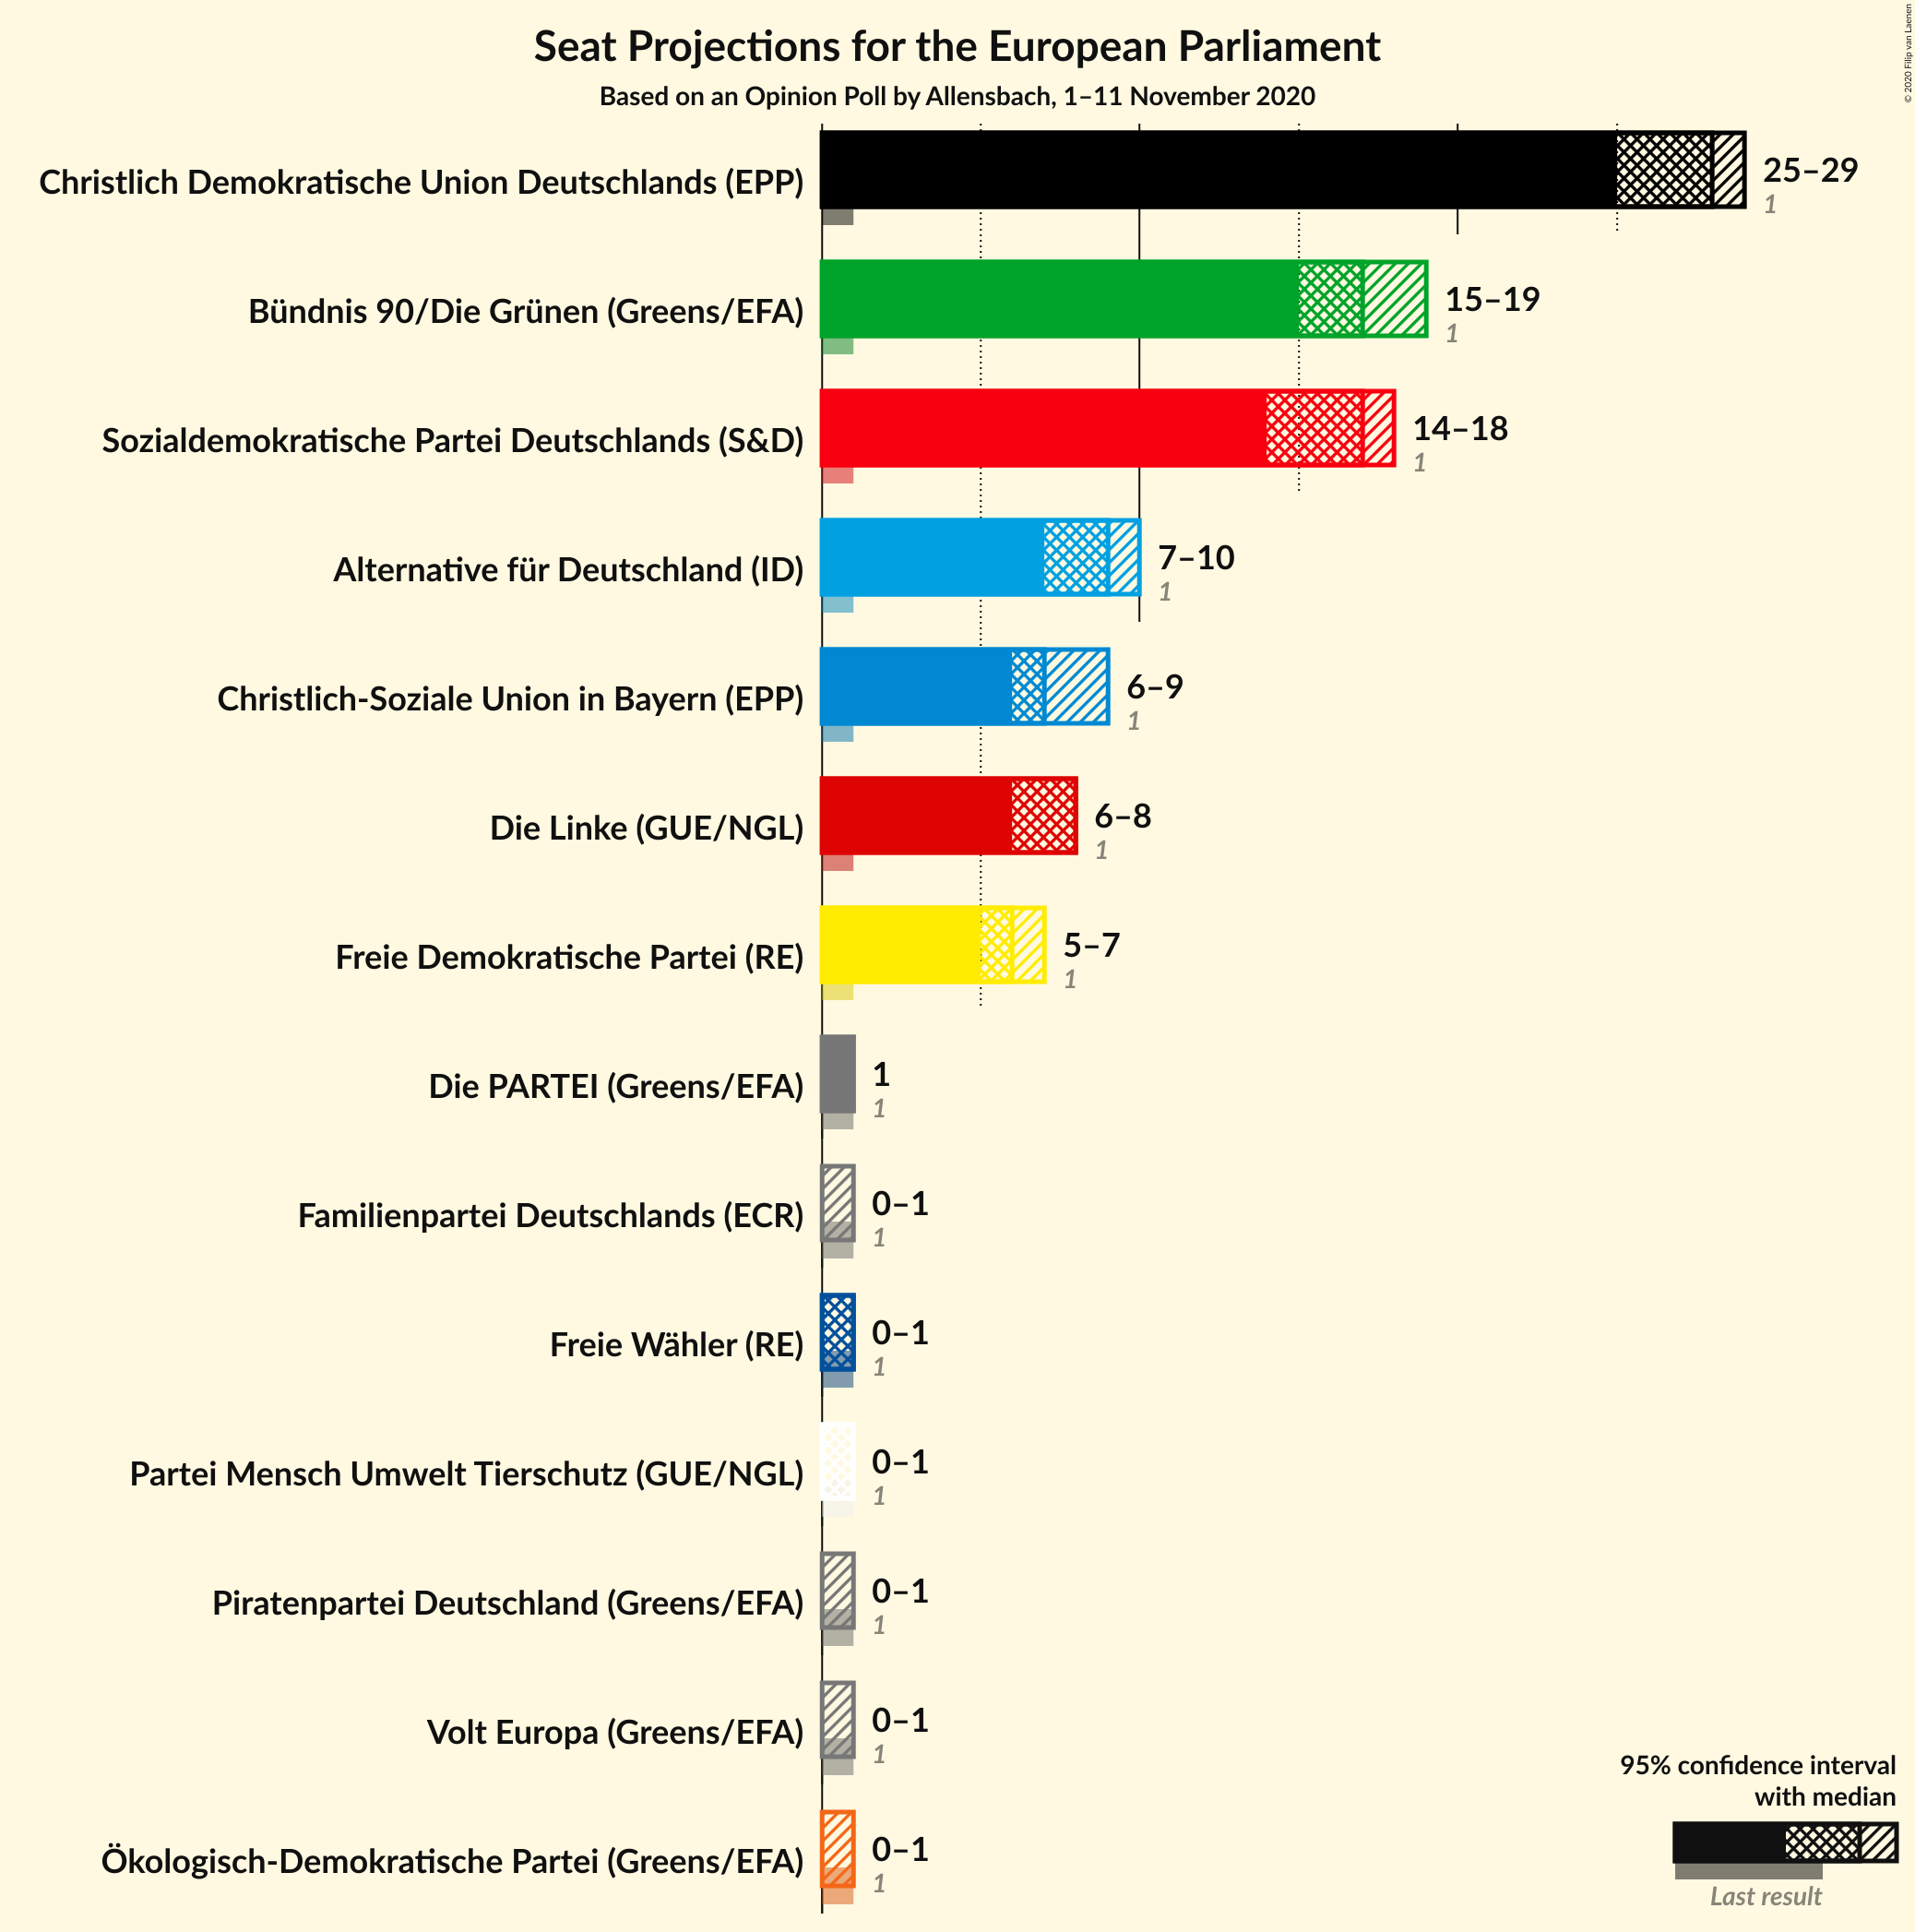 Seat Projections for the European Parliament
Based on an Opinion Poll by Allensbach, 1–11 November 2020
© 2020 Filip van Laenen
Christlich Demokratische Union Deutschlands (EPP)
25–29
1
Bündnis 90/Die Grünen (Greens/EFA)
15–19
1
Sozialdemokratische Partei Deutschlands (S&D)
14–18
1
Alternative für Deutschland (ID)
7–10
1
Christlich-Soziale Union in Bayern (EPP)
6–9
1
Die Linke (GUE/NGL)
6–8
1
Freie Demokratische Partei (RE)
5–7
1
Die PARTEI (Greens/EFA)
1
1
Familienpartei Deutschlands (ECR)
0–1
1
Freie Wähler (RE)
0–1
1
Partei Mensch Umwelt Tierschutz (GUE/NGL)
0–1
1
Piratenpartei Deutschland (Greens/EFA)
0–1
1
Volt Europa (Greens/EFA)
0–1
1
Ökologisch-Demokratische Partei (Greens/EFA)
0–1
1
95% confidence interval
with median
Last result